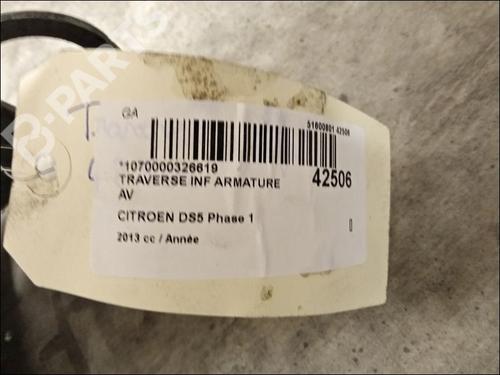 B-PARTS
T.
GA
51600801 42506
*1070000326619
TRAVERSE INF ARMATURE
AV
42506
CITROEN DS5 Phase 1
2013 cc / Année